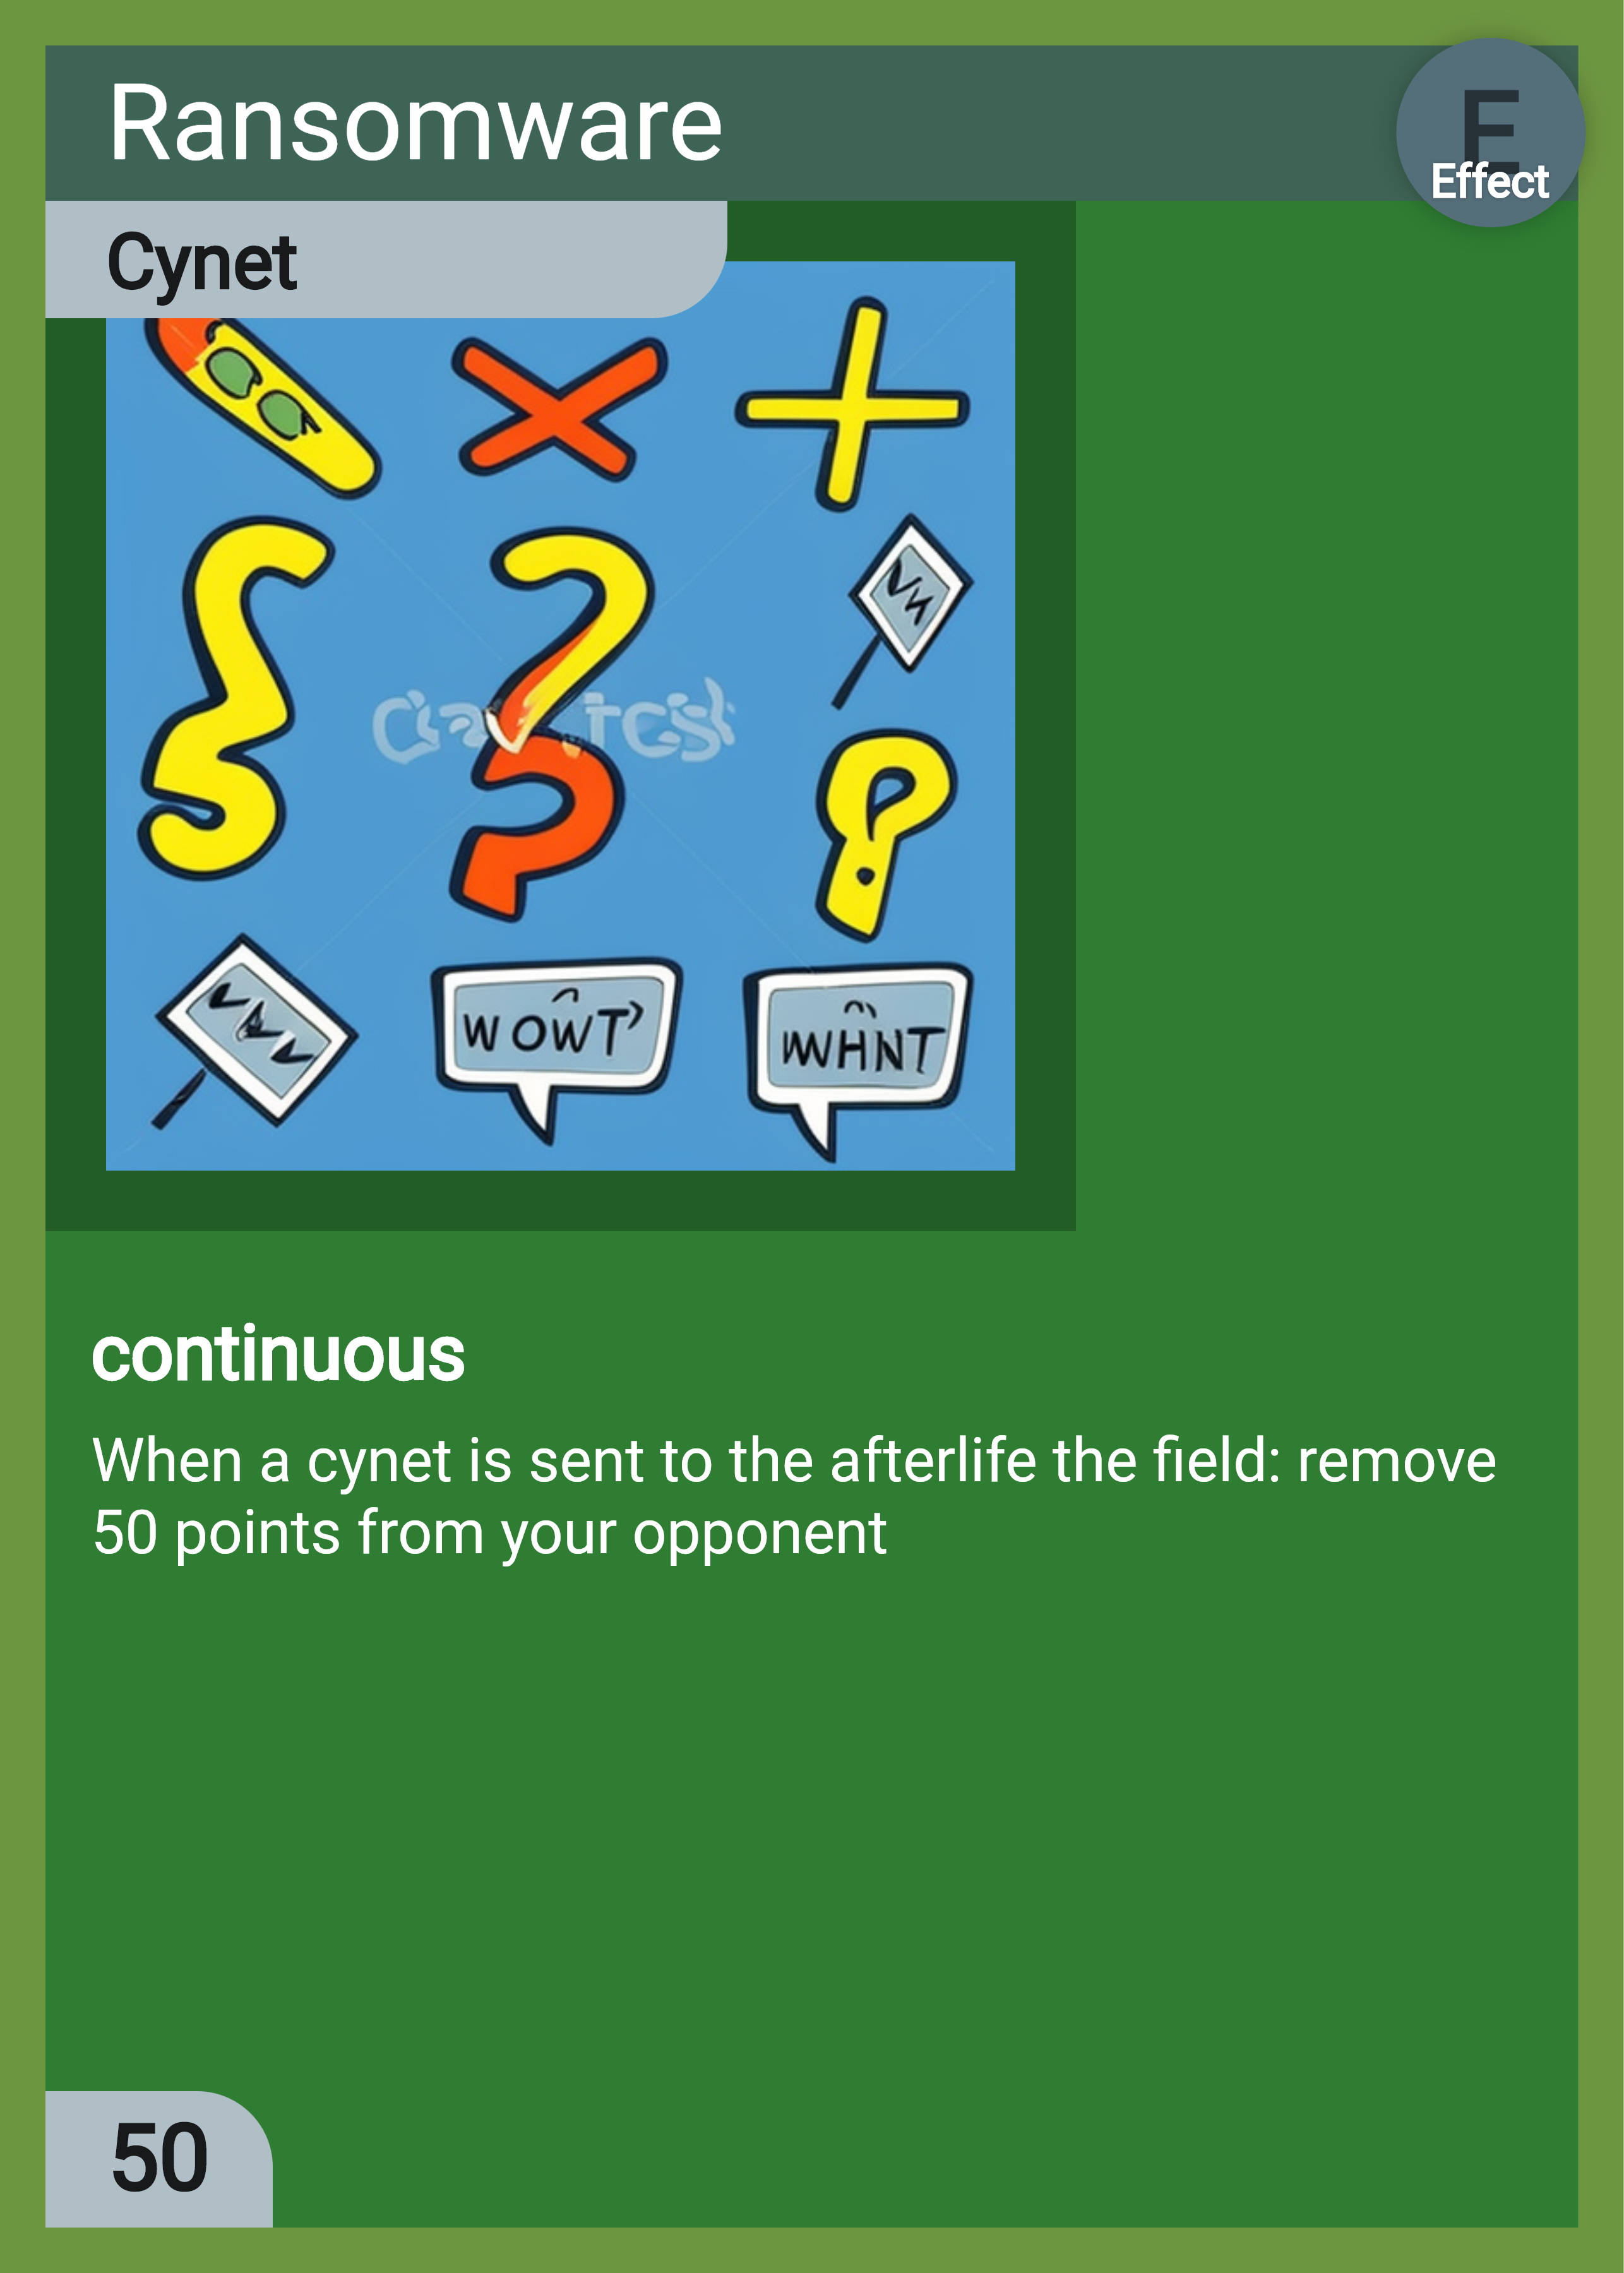 Ransomware
E
Effect
Cynet
WOWT
WHNT
continuous
When a cynet is sent to the afterlife the field: remove
50 points from your opponent
50